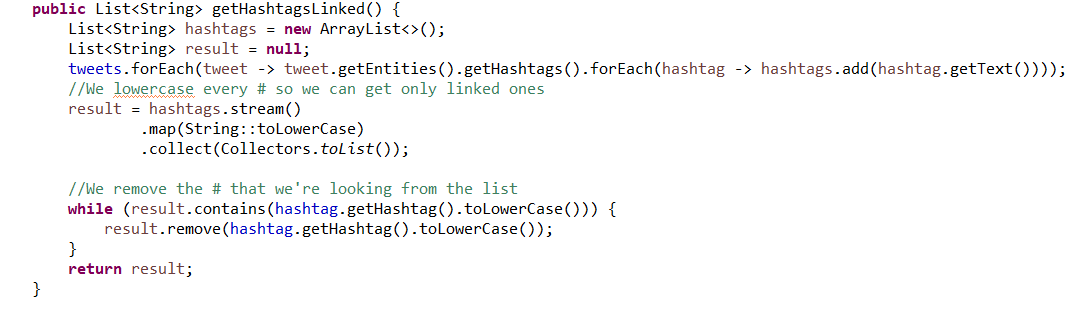 public List<String> getHashtagsLinked() {
    List<String> hashtags = new ArrayList<>();
    List<String> result = null;
    tweets.forEach(tweet -> tweet.getEntities().getHashtags().forEach(hashtag -> hashtags.add(hashtag.getText())));
    //We lowercase every # so we can get only linked ones
    result = hashtags.stream()
            .map(String::toLowerCase)
            .collect(Collectors.toList());

    //We remove the # that we're looking from the list
    while (result.contains(hashtag.getHashtag().toLowerCase())) {
        result.remove(hashtag.getHashtag().toLowerCase());
    }
    return result;
}